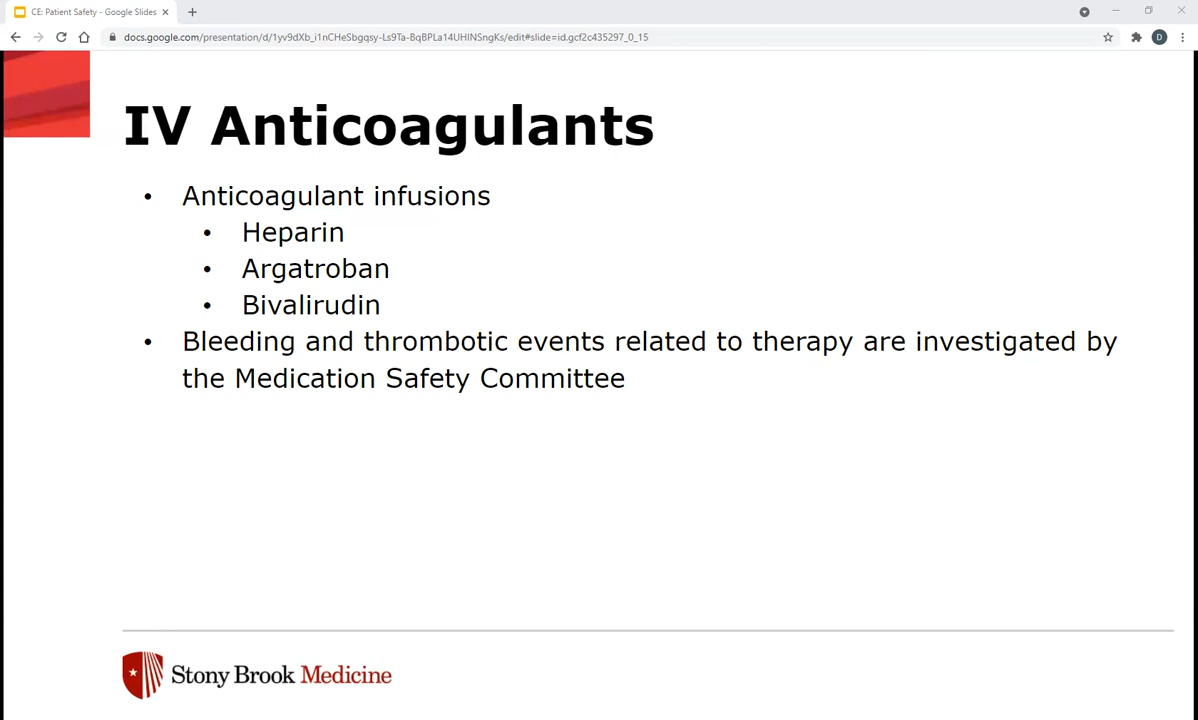 CE: Patient Safety - Google Slides
docs.google.com/presentation/d/1yv9dXb_i1nCHeSbgqsy-Ls9Ta-BqBPLa14UHINSngKs/edit#slide=id.gcf2c435297_0_15
D
IV Anticoagulants
• Anticoagulant infusions
• Heparin
• Argatroban
• Bivalirudin
• Bleeding and thrombotic events related to therapy are investigated by
the Medication Safety Committee
Stony Brook Medicine